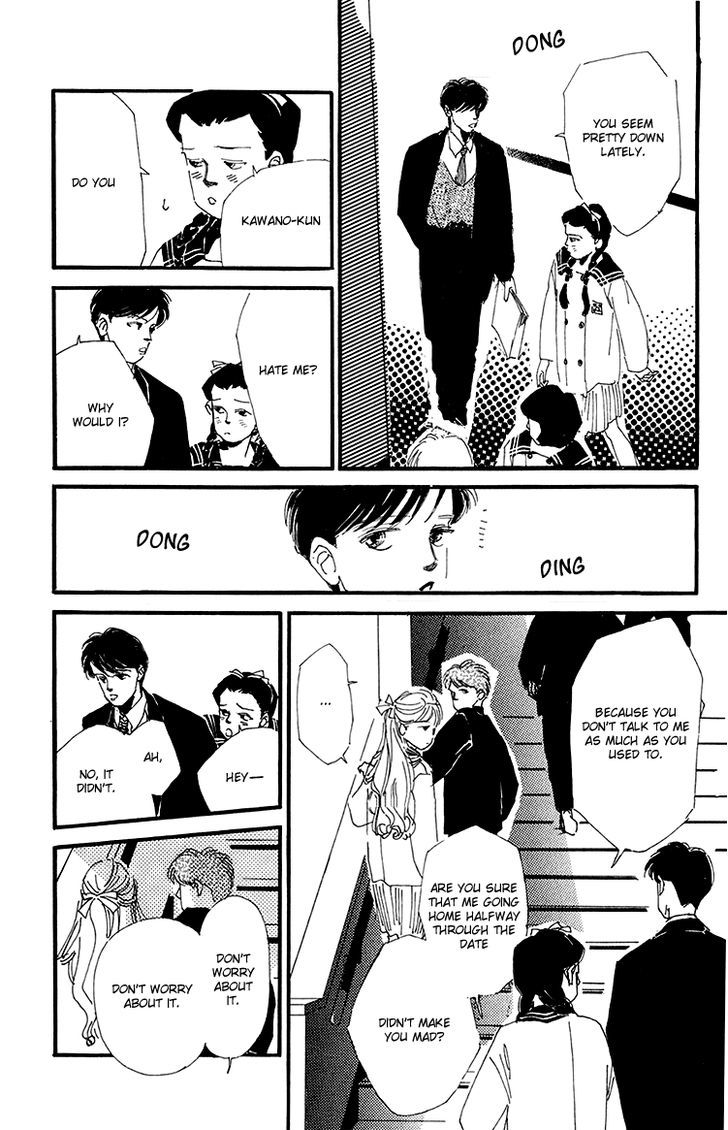 DONG
YOU SEEM
PRETTY DOWN
LATELY.
KAWANO-KUN
DO YOU
HATE ME?
WHY
WOULD I?
DING
DONG
BECAUSE YOU
DON'T TALK TO ME
AS MUCH AS YOU
USED TO.
...
ARE YOU SURE
THAT ME GOING
HOME HALFWAY
THROUGH THE
DATE
DIDN'T MAKE
YOU MAD?
HEY—
AH,
NO, IT
DIDN'T.
DON'T
WORRY
ABOUT
IT.
DON'T WORRY
ABOUT IT.